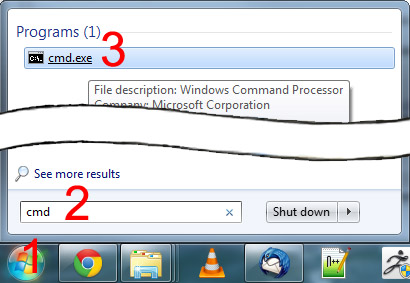 Programs (1)
cmd.exe 3
File description: Windows Command Processor
Company: Microsoft Corporation
See more results
cmd 2 × Shut down
1